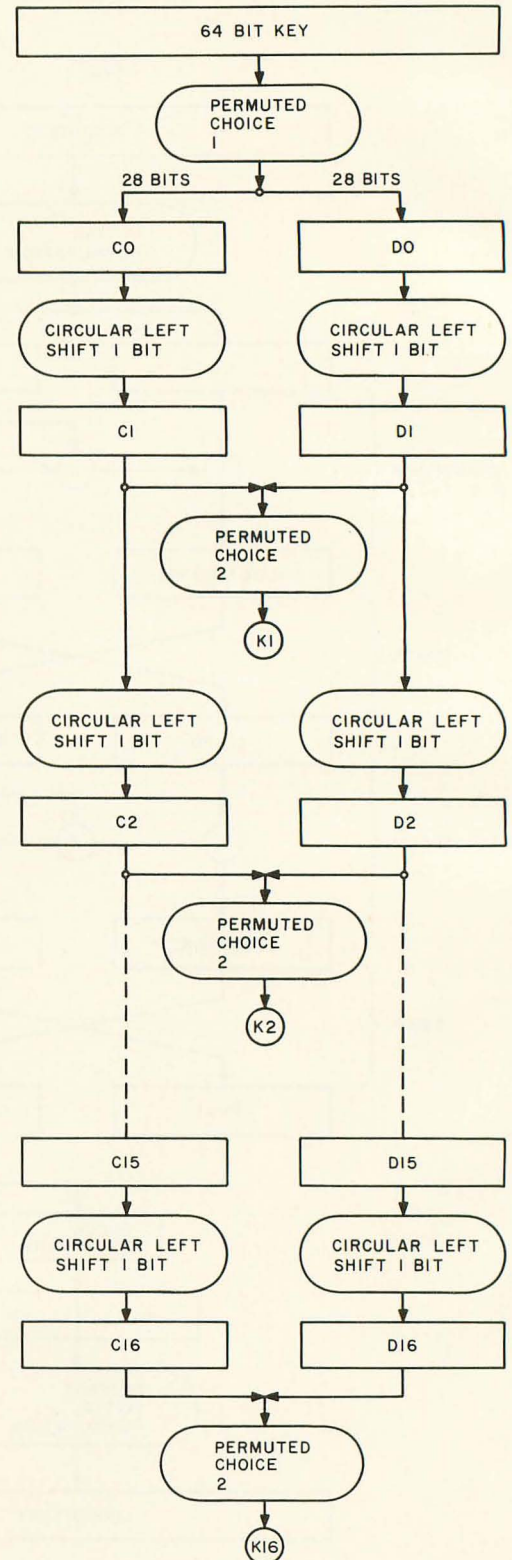 64 BIT KEY
PERMUTED
CHOICE
1
28 BITS
28 BITS
C0
D0
CIRCULAR LEFT
SHIFT 1 BIT
CIRCULAR LEFT
SHIFT 1 BIT
C1
D1
PERMUTED
CHOICE
2
K1
CIRCULAR LEFT
SHIFT 1 BIT
CIRCULAR LEFT
SHIFT 1 BIT
C2
D2
PERMUTED
CHOICE
2
K2
C15
D15
CIRCULAR LEFT
SHIFT 1 BIT
CIRCULAR LEFT
SHIFT 1 BIT
C16
D16
PERMUTED
CHOICE
2
K16